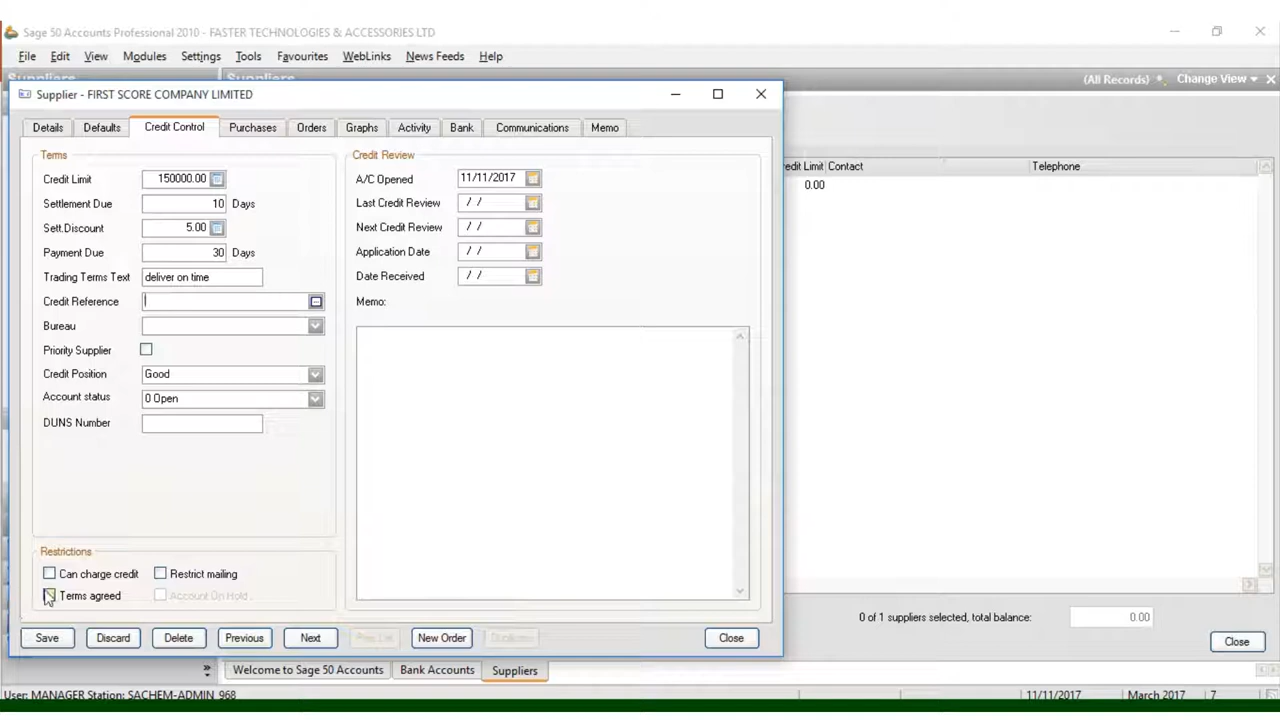 Sage 50 Accounts Professional 2010 - FASTER TECHNOLOGIES & ACCESSORIES LTD
File Edit View Modules Settings Tools Favourites WebLinks News Feeds Help
Suppliers Suppliers (All Records) Change View
Supplier - FIRST SCORE COMPANY LIMITED
Details Defaults Credit Control Purchases Orders Graphs Activity Bank Communications Memo
Terms
Credit Limit 150000.00
Settlement Due 10 Days
Sett.Discount 5.00
Payment Due 30 Days
Trading Terms Text deliver on time
Credit Reference
Bureau
Priority Supplier
Credit Position Good
Account status 0 Open
DUNS Number
Restrictions
Can charge credit Restrict mailing
Terms agreed Account On Hold
Credit Review
A/C Opened 11/11/2017
Last Credit Review / /
Next Credit Review / /
Application Date / /
Date Received / /
Memo:
Save Discard Delete Previous Next New Order Close
Limit Contact Telephone
0.00
0 of 1 suppliers selected, total balance: 0.00
Close
Welcome to Sage 50 Accounts Bank Accounts Suppliers
User: MANAGER Station: SACHEM-ADMIN_968 11/11/2017 March 2017 7